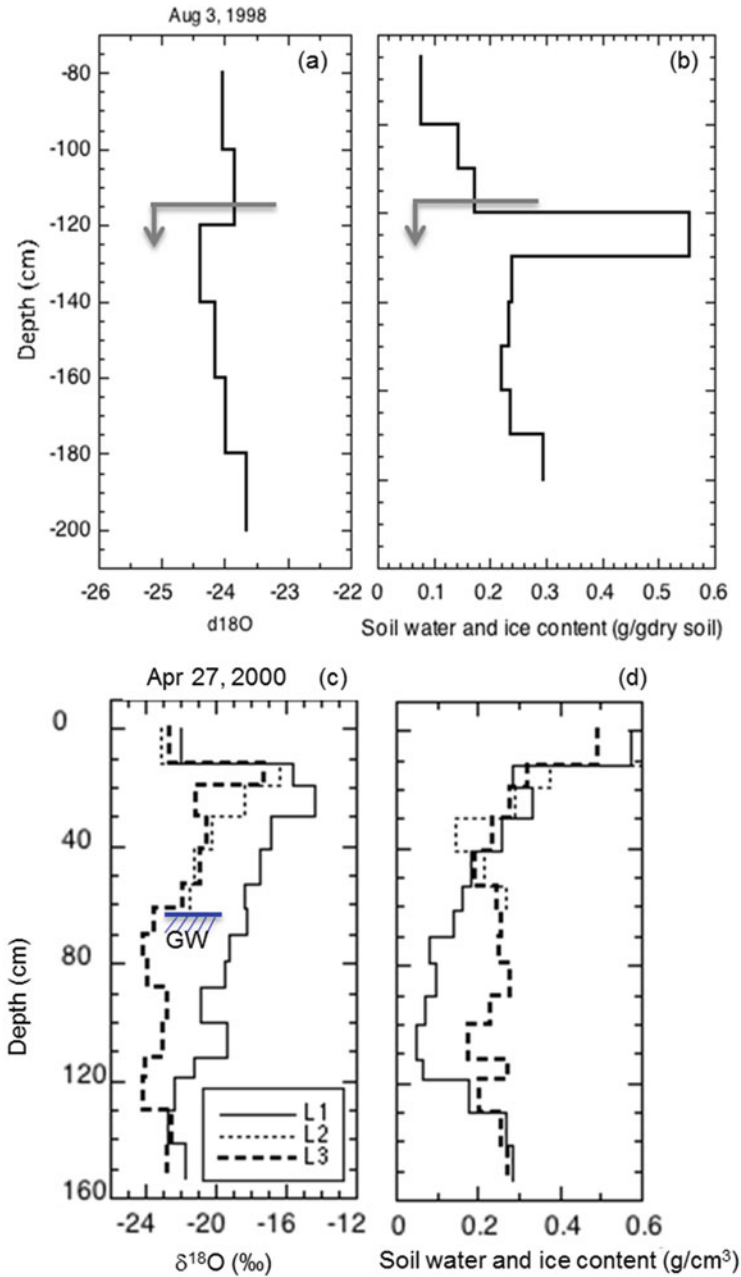 Aug 3, 1998
(a)
(b)
-80
-100
-120
-140
-160
-180
-200
Depth (cm)
-26 -25 -24 -23 -22
d18O
0 0.1 0.2 0.3 0.4 0.5 0.6
Soil water and ice content (g/gdry soil)
Apr 27, 2000 (c)
(d)
0
40
80
120
160
Depth (cm)
GW
L1
L2
L3
-24 -20 -16 -12
δ18O (‰)
0 0.2 0.4 0.6
Soil water and ice content (g/cm³)